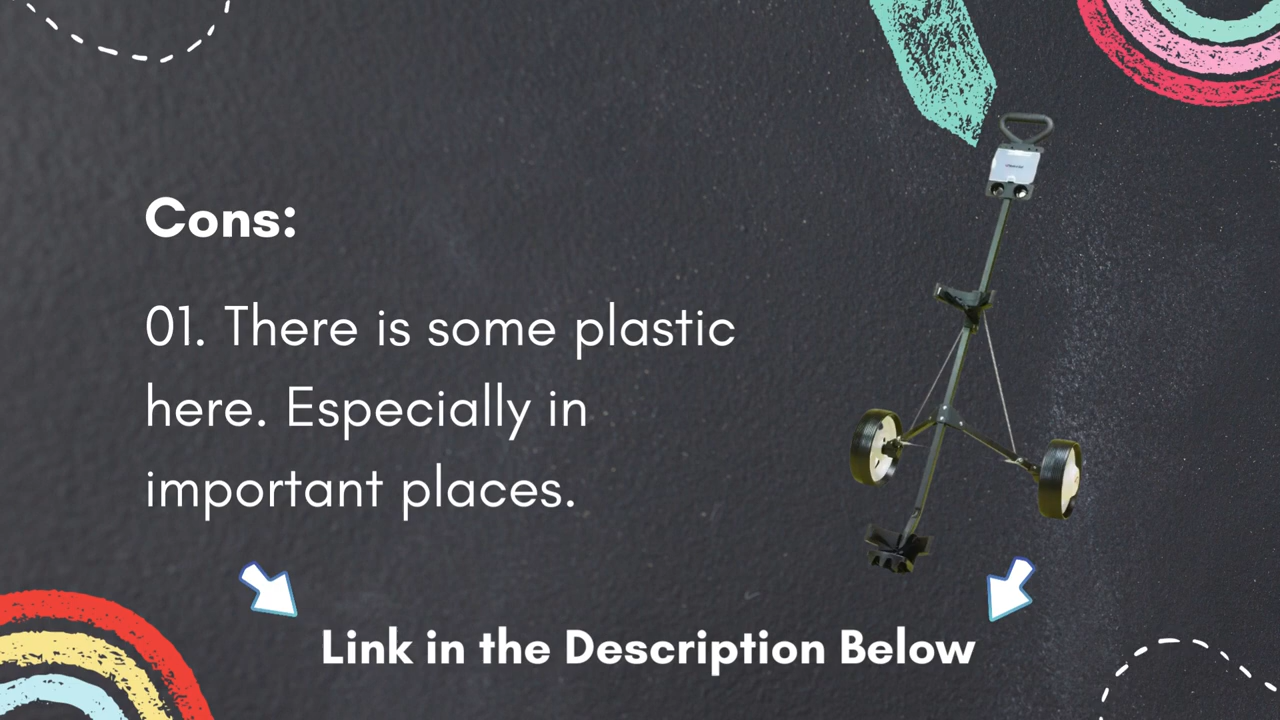 Cons:
01. There is some plastic
here. Especially in
important places.
Link in the Description Below